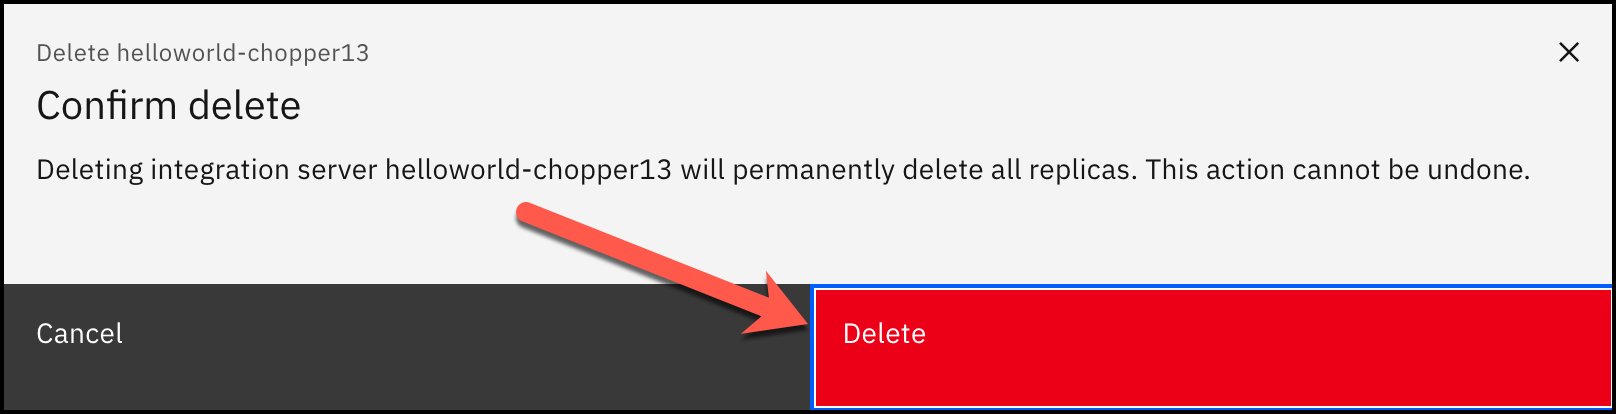 Delete helloworld-chopper13
Confirm delete
Deleting integration server helloworld-chopper13 will permanently delete all replicas. This action cannot be undone.
Cancel
Delete